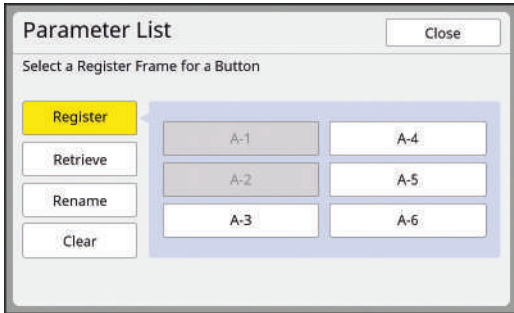 Parameter List
Close
Select a Register Frame for a Button
Register
A-1
A-4
Retrieve
A-2
A-5
Rename
A-3
A-6
Clear